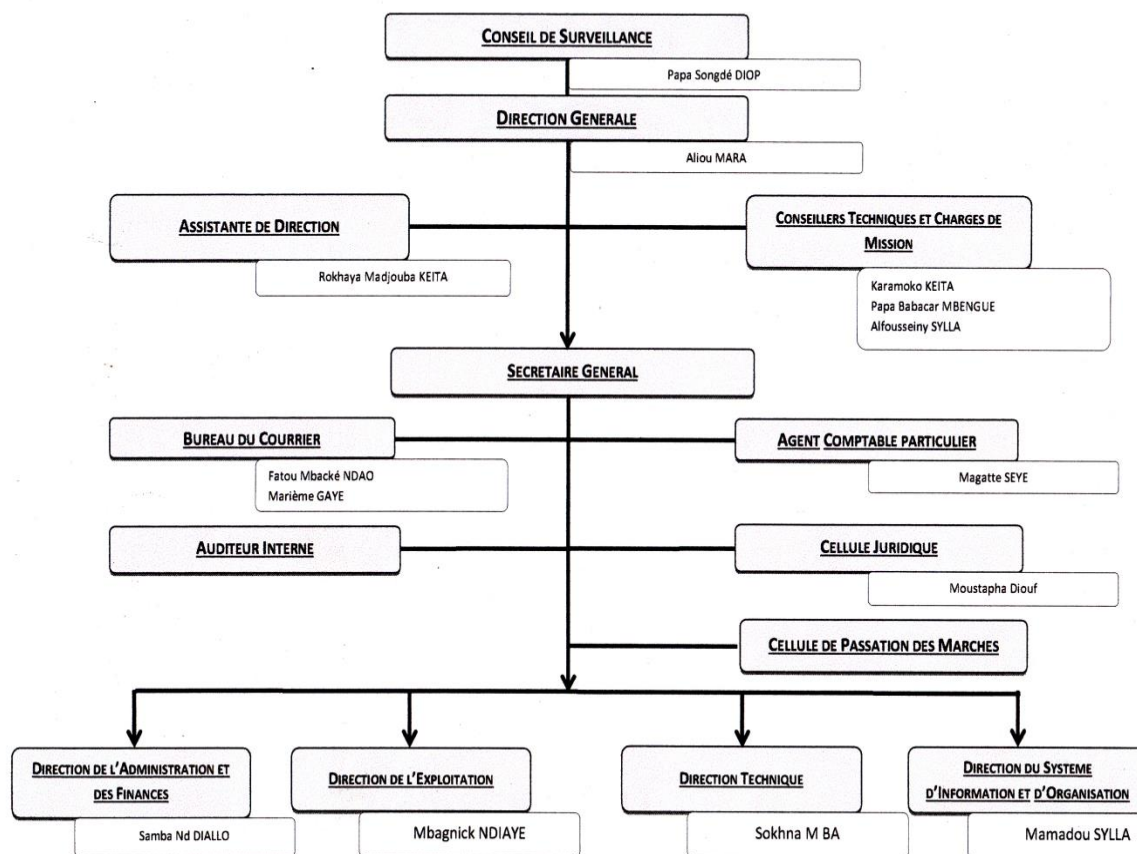 CONSEIL DE SURVEILLANCE
Papa Songdé DIOP
DIRECTION GENERALE
Aliou MARA
ASSISTANTE DE DIRECTION
Rokhaya Madjouba KEITA
CONSEILLERS TECHNIQUES ET CHARGES DE
MISSION
Karamoko KEITA
Papa Babacar MBENGUE
Alfousseiny SYLLA
SECRETAIRE GENERAL
BUREAU DU COURRIER
Fatou Mbacké NDAO
Marième GAYE
AGENT COMPTABLE PARTICULIER
Magatte SEYE
AUDITEUR INTERNE
CELLULE JURIDIQUE
Moustapha Diouf
CELLULE DE PASSATION DES MARCHES
DIRECTION DE L'ADMINISTRATION ET
DES FINANCES
Samba Nd DIALLO
DIRECTION DE L'EXPLOITATION
Mbagnick NDIAYE
DIRECTION TECHNIQUE
Sokhna M BA
DIRECTION DU SYSTEME
D'INFORMATION ET D'ORGANISATION
Mamadou SYLLA